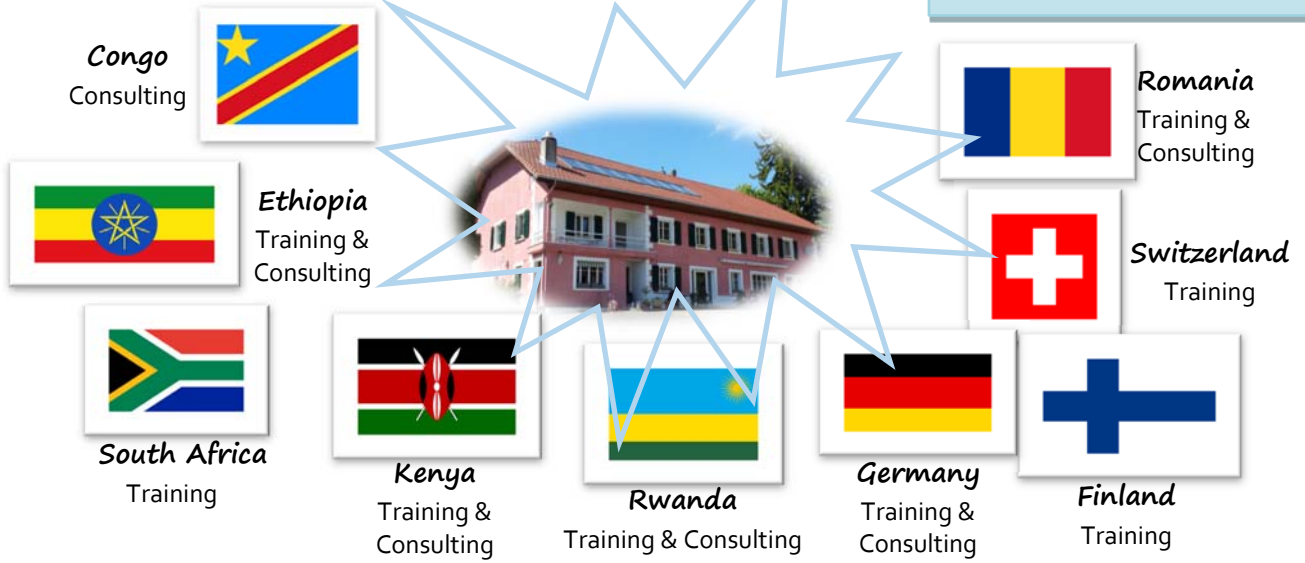 Congo
Consulting
Romania
Training &
Consulting
Ethiopia
Training &
Consulting
Switzerland
Training
South Africa
Training
Kenya
Training &
Consulting
Rwanda
Training & Consulting
Germany
Training &
Consulting
Finland
Training